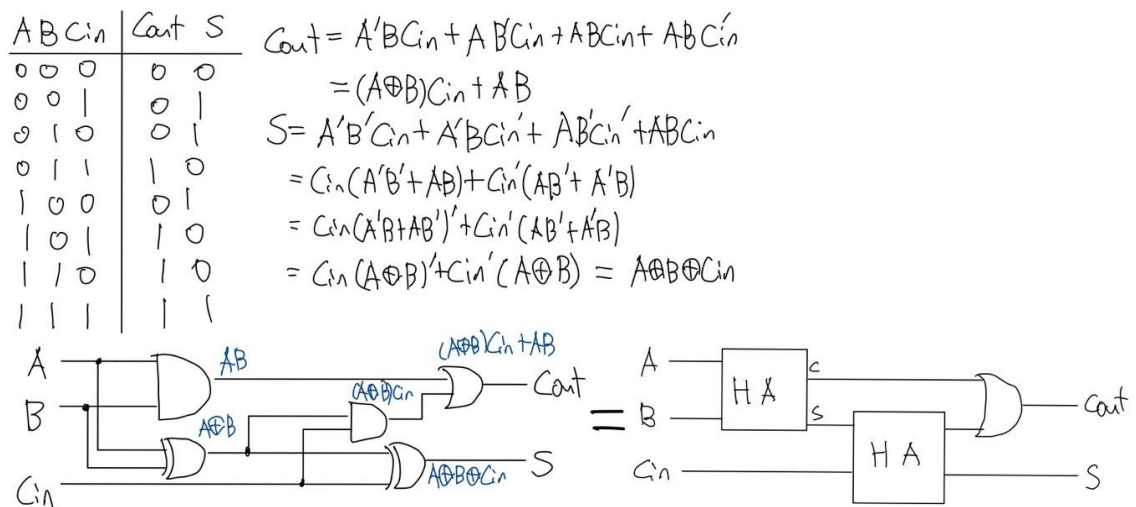 A B Cin | Cout S
0 0 0 | 0 0
0 0 1 | 0 1
0 1 0 | 0 1
0 1 1 | 1 0
1 0 0 | 0 1
1 0 1 | 1 0
1 1 0 | 1 0
1 1 1 | 1 1
Cout = A'BCin + AB'Cin + ABCin + ABCin'
= (A⊕B)Cin + AB
S = A'B'Cin + A'BCin' + AB'Cin' + ABCin
= Cin(A'B' + AB) + Cin'(AB' + A'B)
= Cin(A'B + AB')' + Cin'(AB' + A'B)
= Cin(A⊕B)' + Cin'(A⊕B) = A⊕B⊕Cin
A
B
Cin
AB
A⊕B
(A⊕B)Cin
(A⊕B)Cin + AB
A⊕B⊕Cin
Cout
S
=
A
B
Cin
HA
C
S
HA
Cout
S